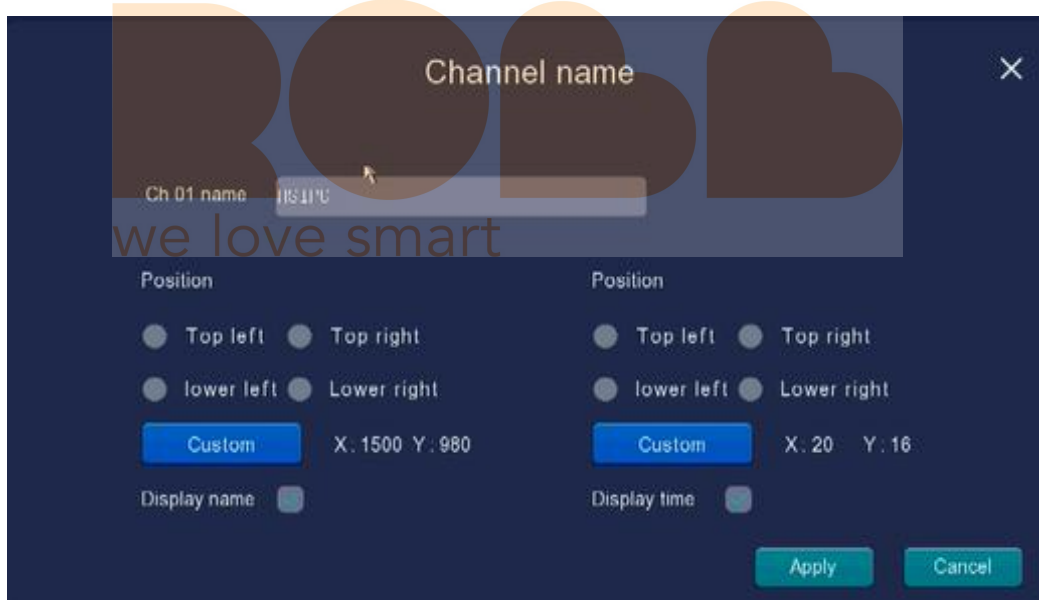 ROBB
Channel name
Ch 01 name
we love smart
Position Position
Top left Top right Top left Top right
lower left Lower right lower left Lower right
Custom X: 1500 Y: 980 Custom X: 20 Y: 16
Display name Display time
Apply Cancel